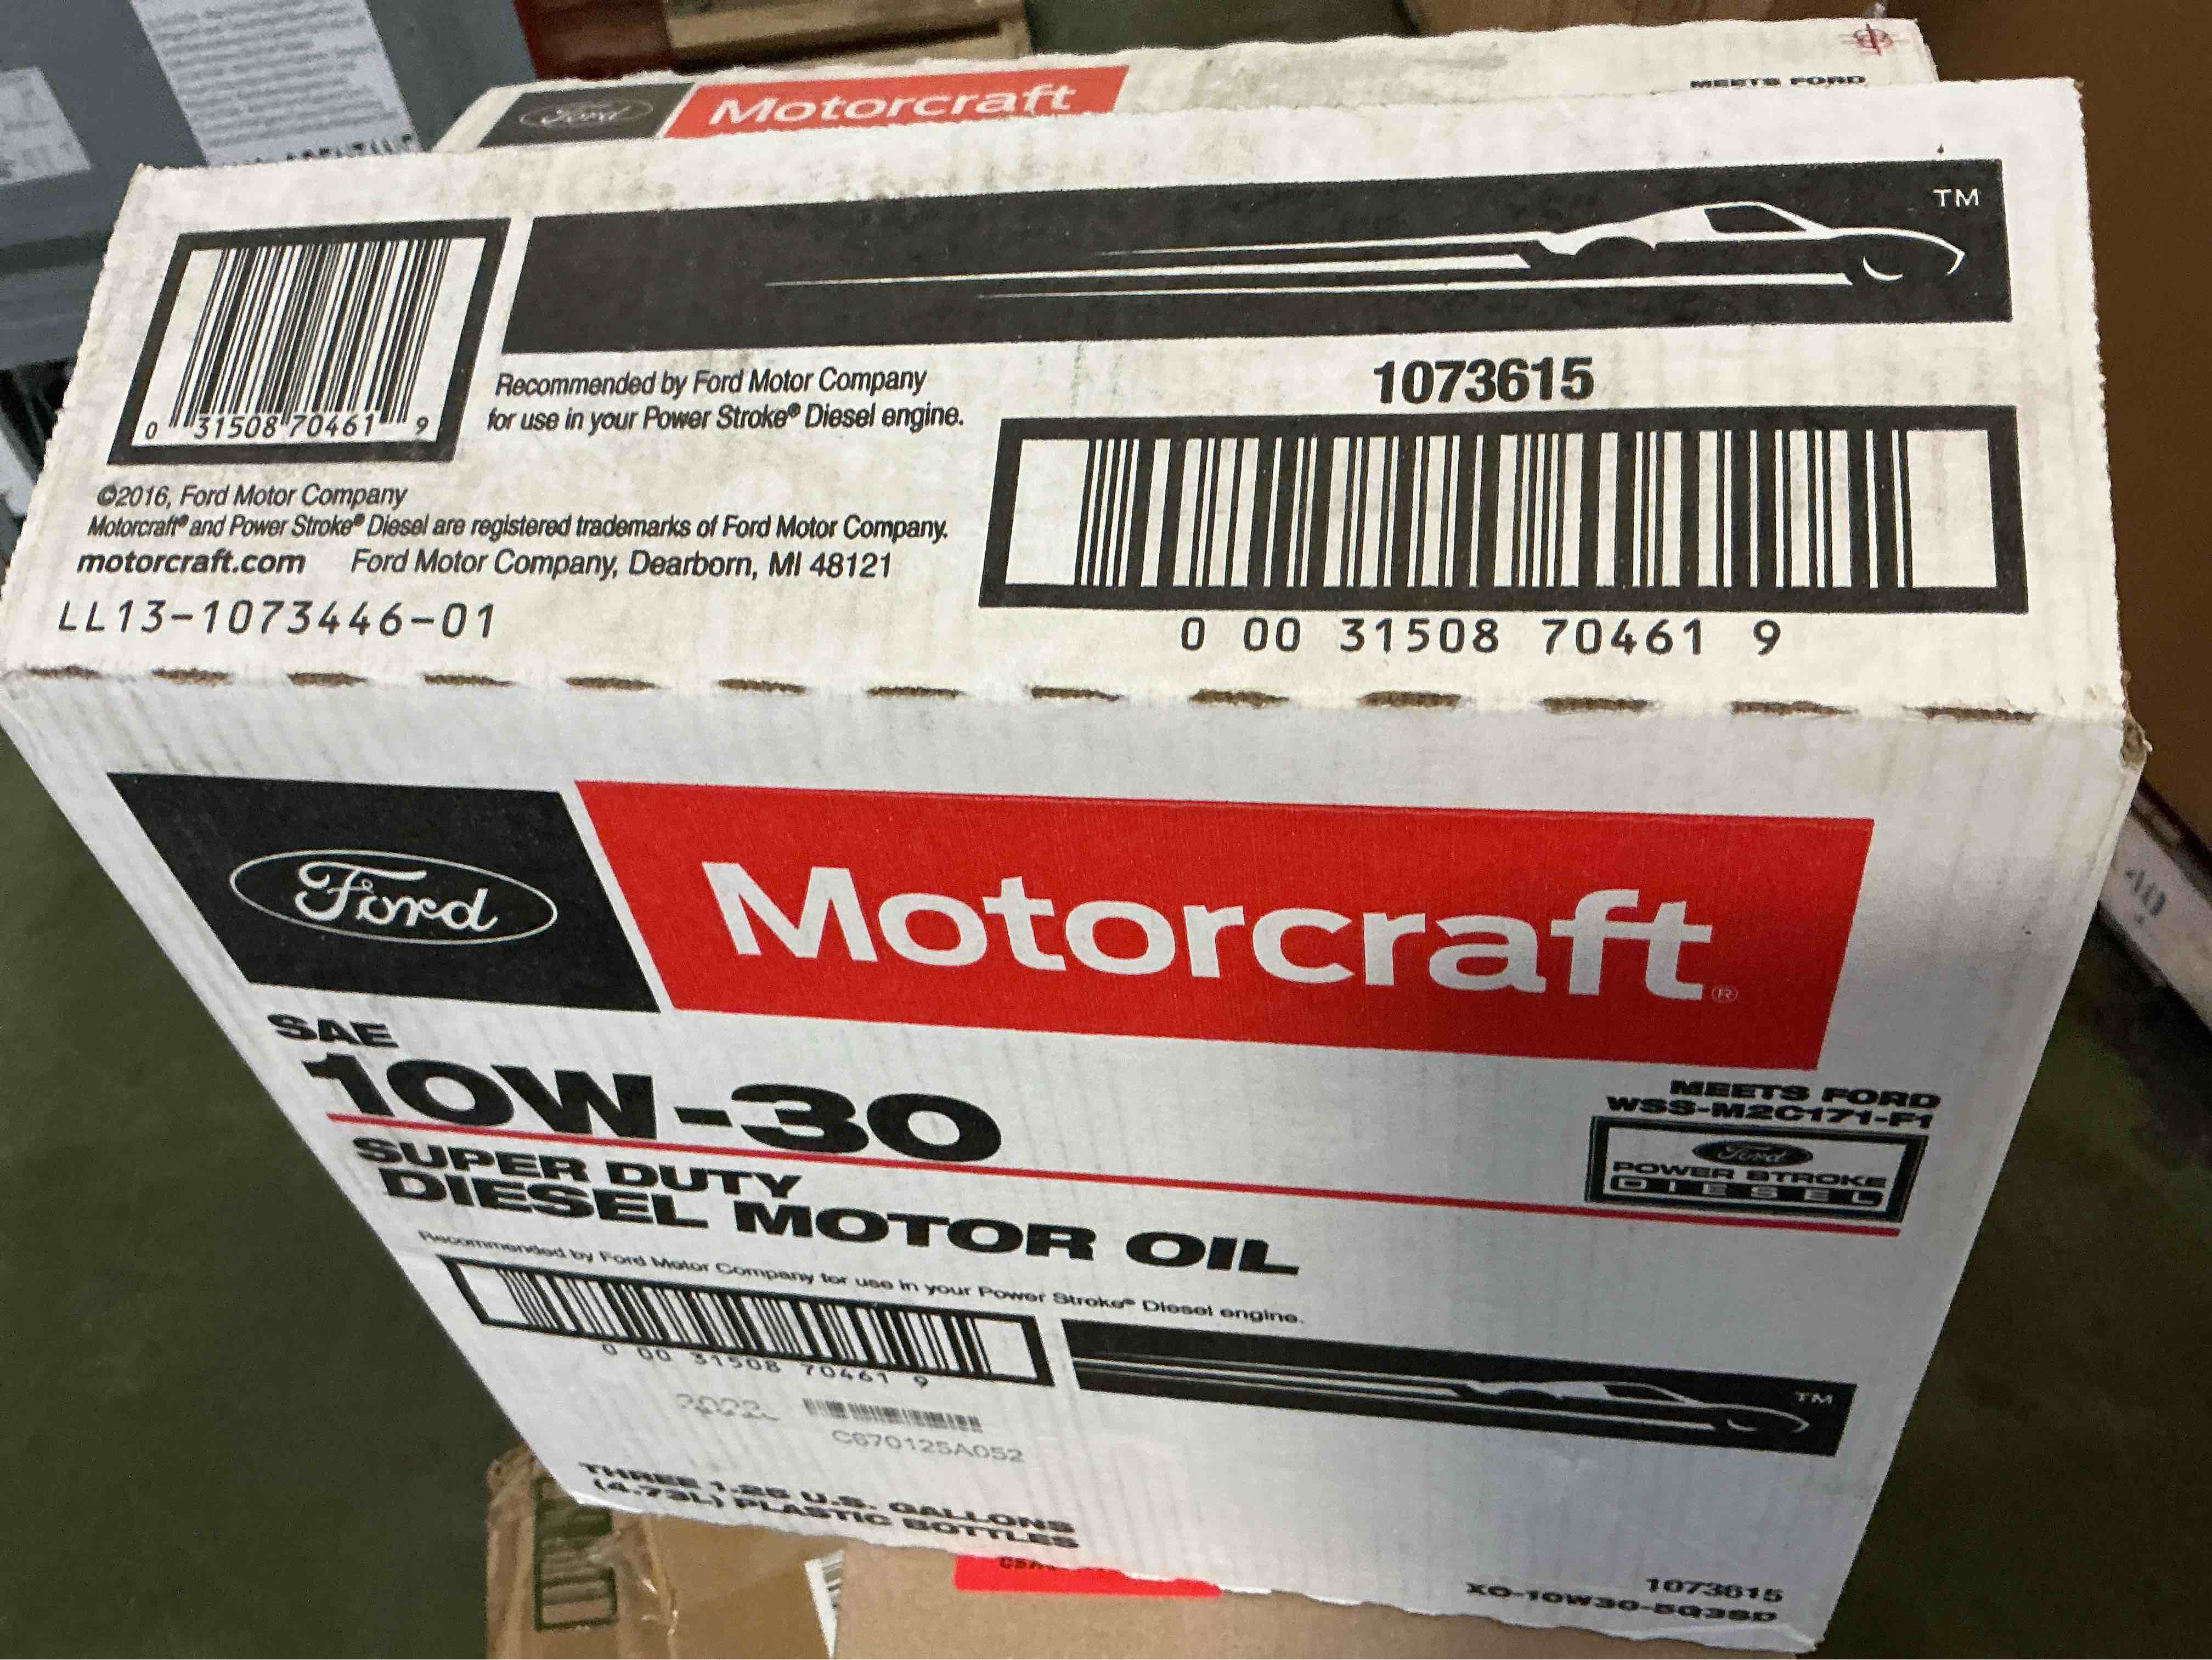 Ford Motorcraft
MEETS FORD
TM
0 31508 70461 9
Recommended by Ford Motor Company
for use in your Power Stroke® Diesel engine.
1073615
©2016, Ford Motor Company
Motorcraft® and Power Stroke® Diesel are registered trademarks of Ford Motor Company.
motorcraft.com Ford Motor Company, Dearborn, MI 48121
LL13-1073446-01
0 00 31508 70461 9
Ford Motorcraft®
SAE
10W-30
SUPER DUTY
DIESEL MOTOR OIL
MEETS FORD
WSS-M2C171-F1
Ford
POWER STROKE
DIESEL
Recommended by Ford Motor Company for use in your Power Stroke® Diesel engine.
0 00 31508 70461 9
TM
C670125A052
THREE 1.25 U.S. GALLONS
(4.73L) PLASTIC BOTTLES
1073615
XO-10W30-5Q3SD